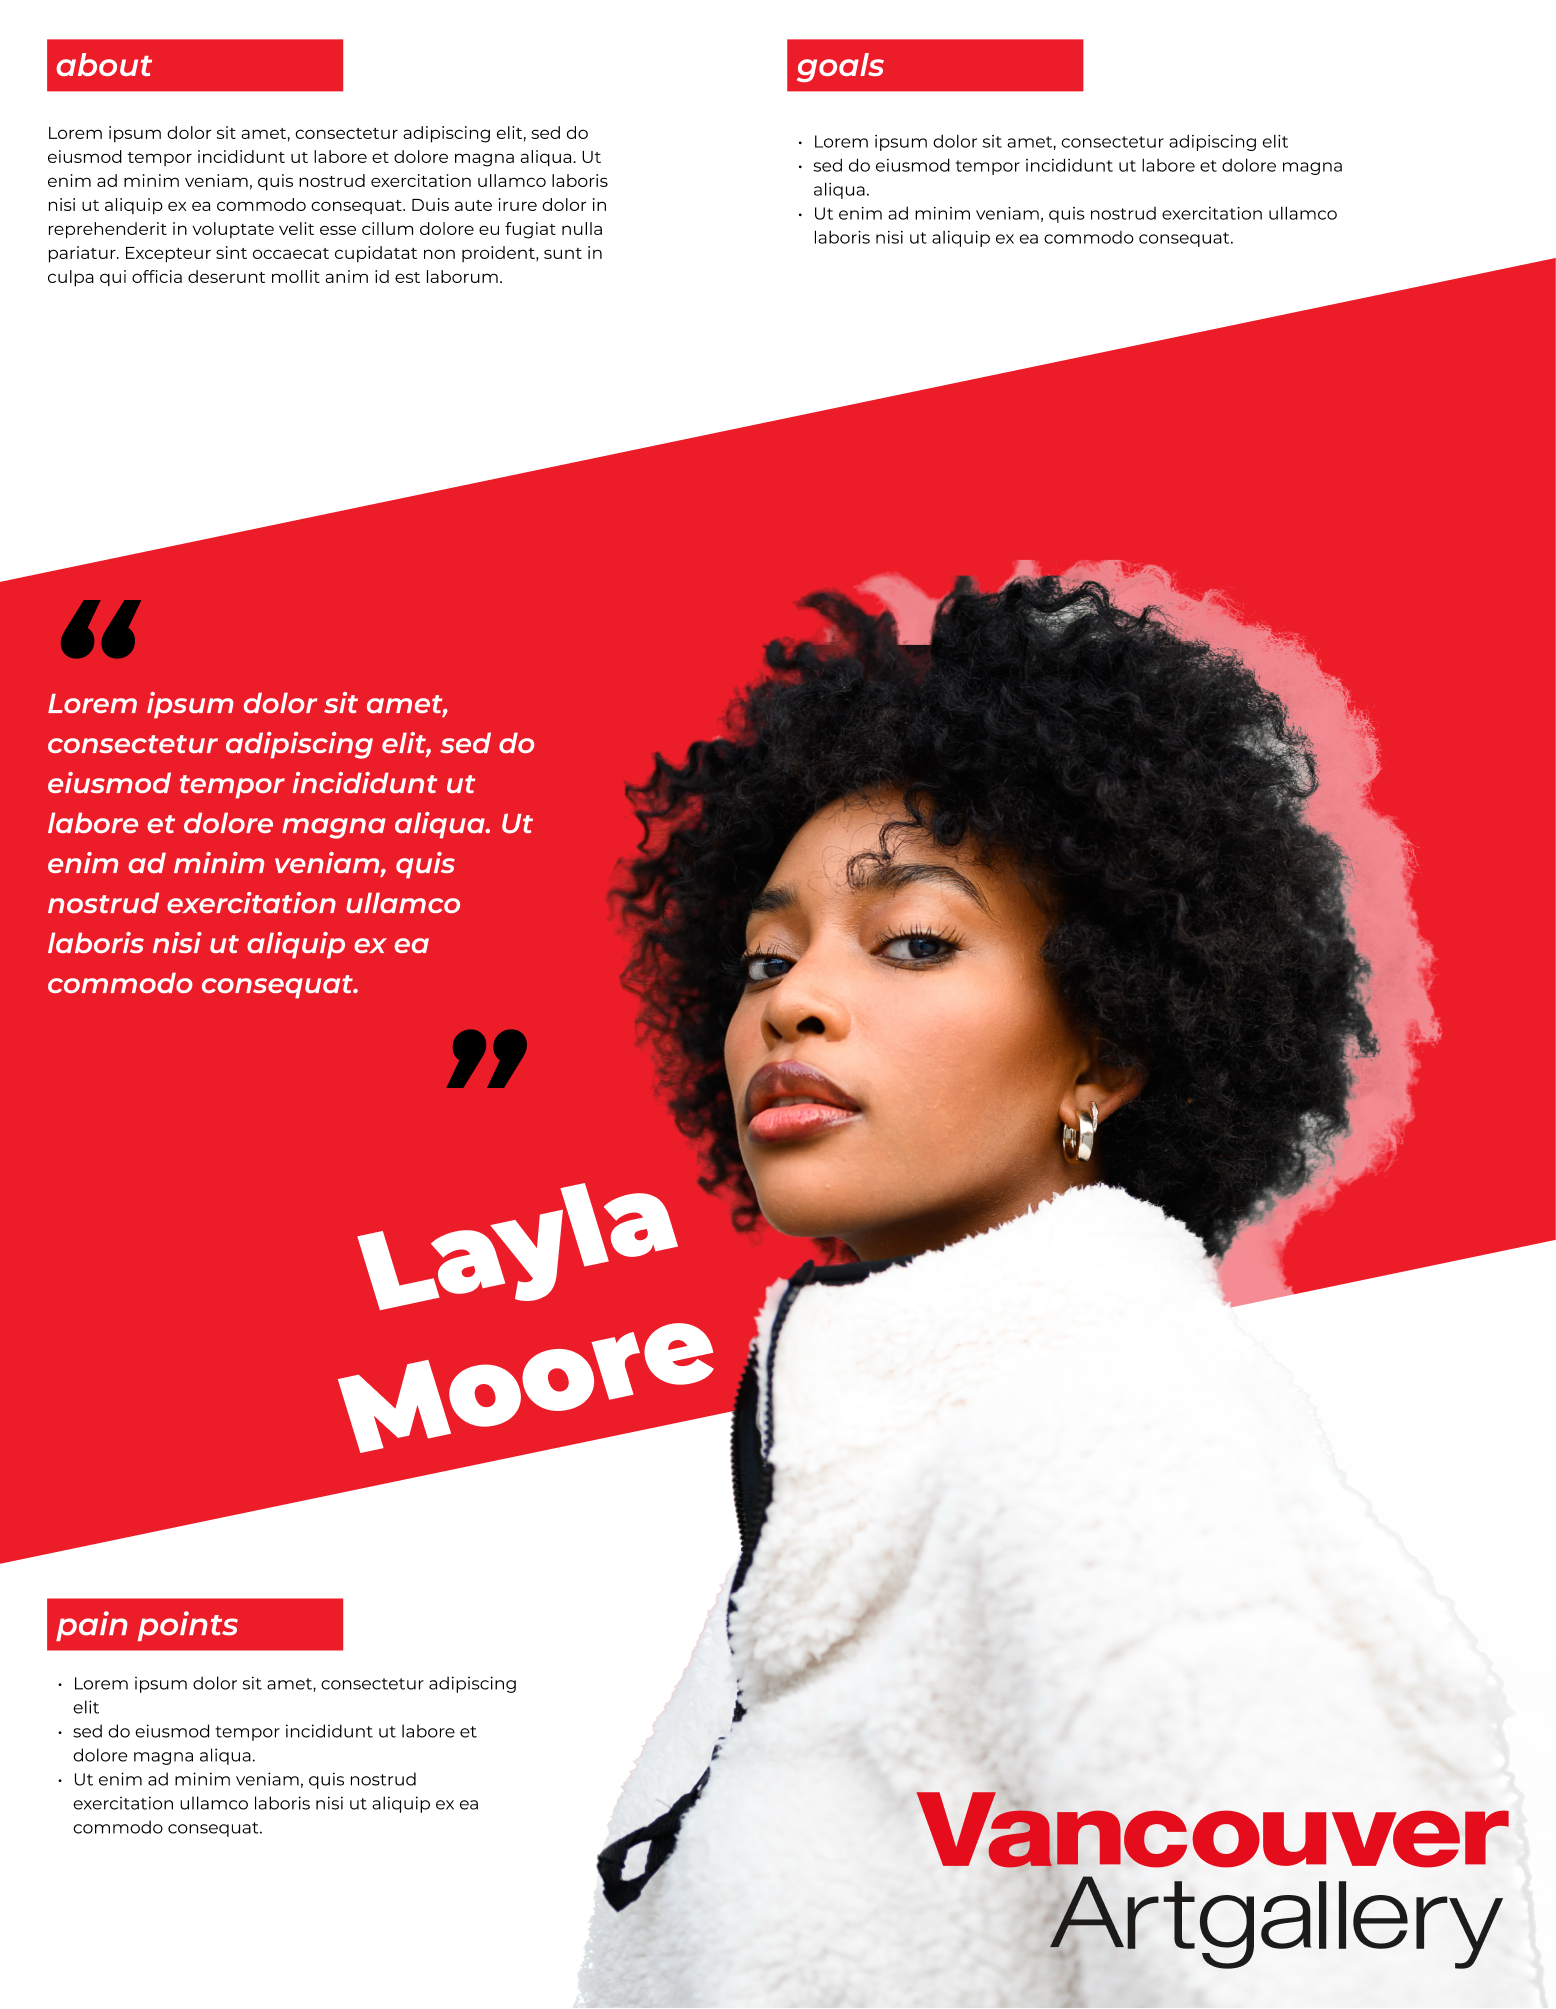 about
Lorem ipsum dolor sit amet, consectetur adipiscing elit, sed do
eiusmod tempor incididunt ut labore et dolore magna aliqua. Ut
enim ad minim veniam, quis nostrud exercitation ullamco laboris
nisi ut aliquip ex ea commodo consequat. Duis aute irure dolor in
reprehenderit in voluptate velit esse cillum dolore eu fugiat nulla
pariatur. Excepteur sint occaecat cupidatat non proident, sunt in
culpa qui officia deserunt mollit anim id est laborum.
goals
• Lorem ipsum dolor sit amet, consectetur adipiscing elit
• sed do eiusmod tempor incididunt ut labore et dolore magna
aliqua.
• Ut enim ad minim veniam, quis nostrud exercitation ullamco
laboris nisi ut aliquip ex ea commodo consequat.
“
Lorem ipsum dolor sit amet,
consectetur adipiscing elit, sed do
eiusmod tempor incididunt ut
labore et dolore magna aliqua. Ut
enim ad minim veniam, quis
nostrud exercitation ullamco
laboris nisi ut aliquip ex ea
commodo consequat.
”
Layla
Moore
pain points
• Lorem ipsum dolor sit amet, consectetur adipiscing
elit
• sed do eiusmod tempor incididunt ut labore et
dolore magna aliqua.
• Ut enim ad minim veniam, quis nostrud
exercitation ullamco laboris nisi ut aliquip ex ea
commodo consequat.
Vancouver
Artgallery